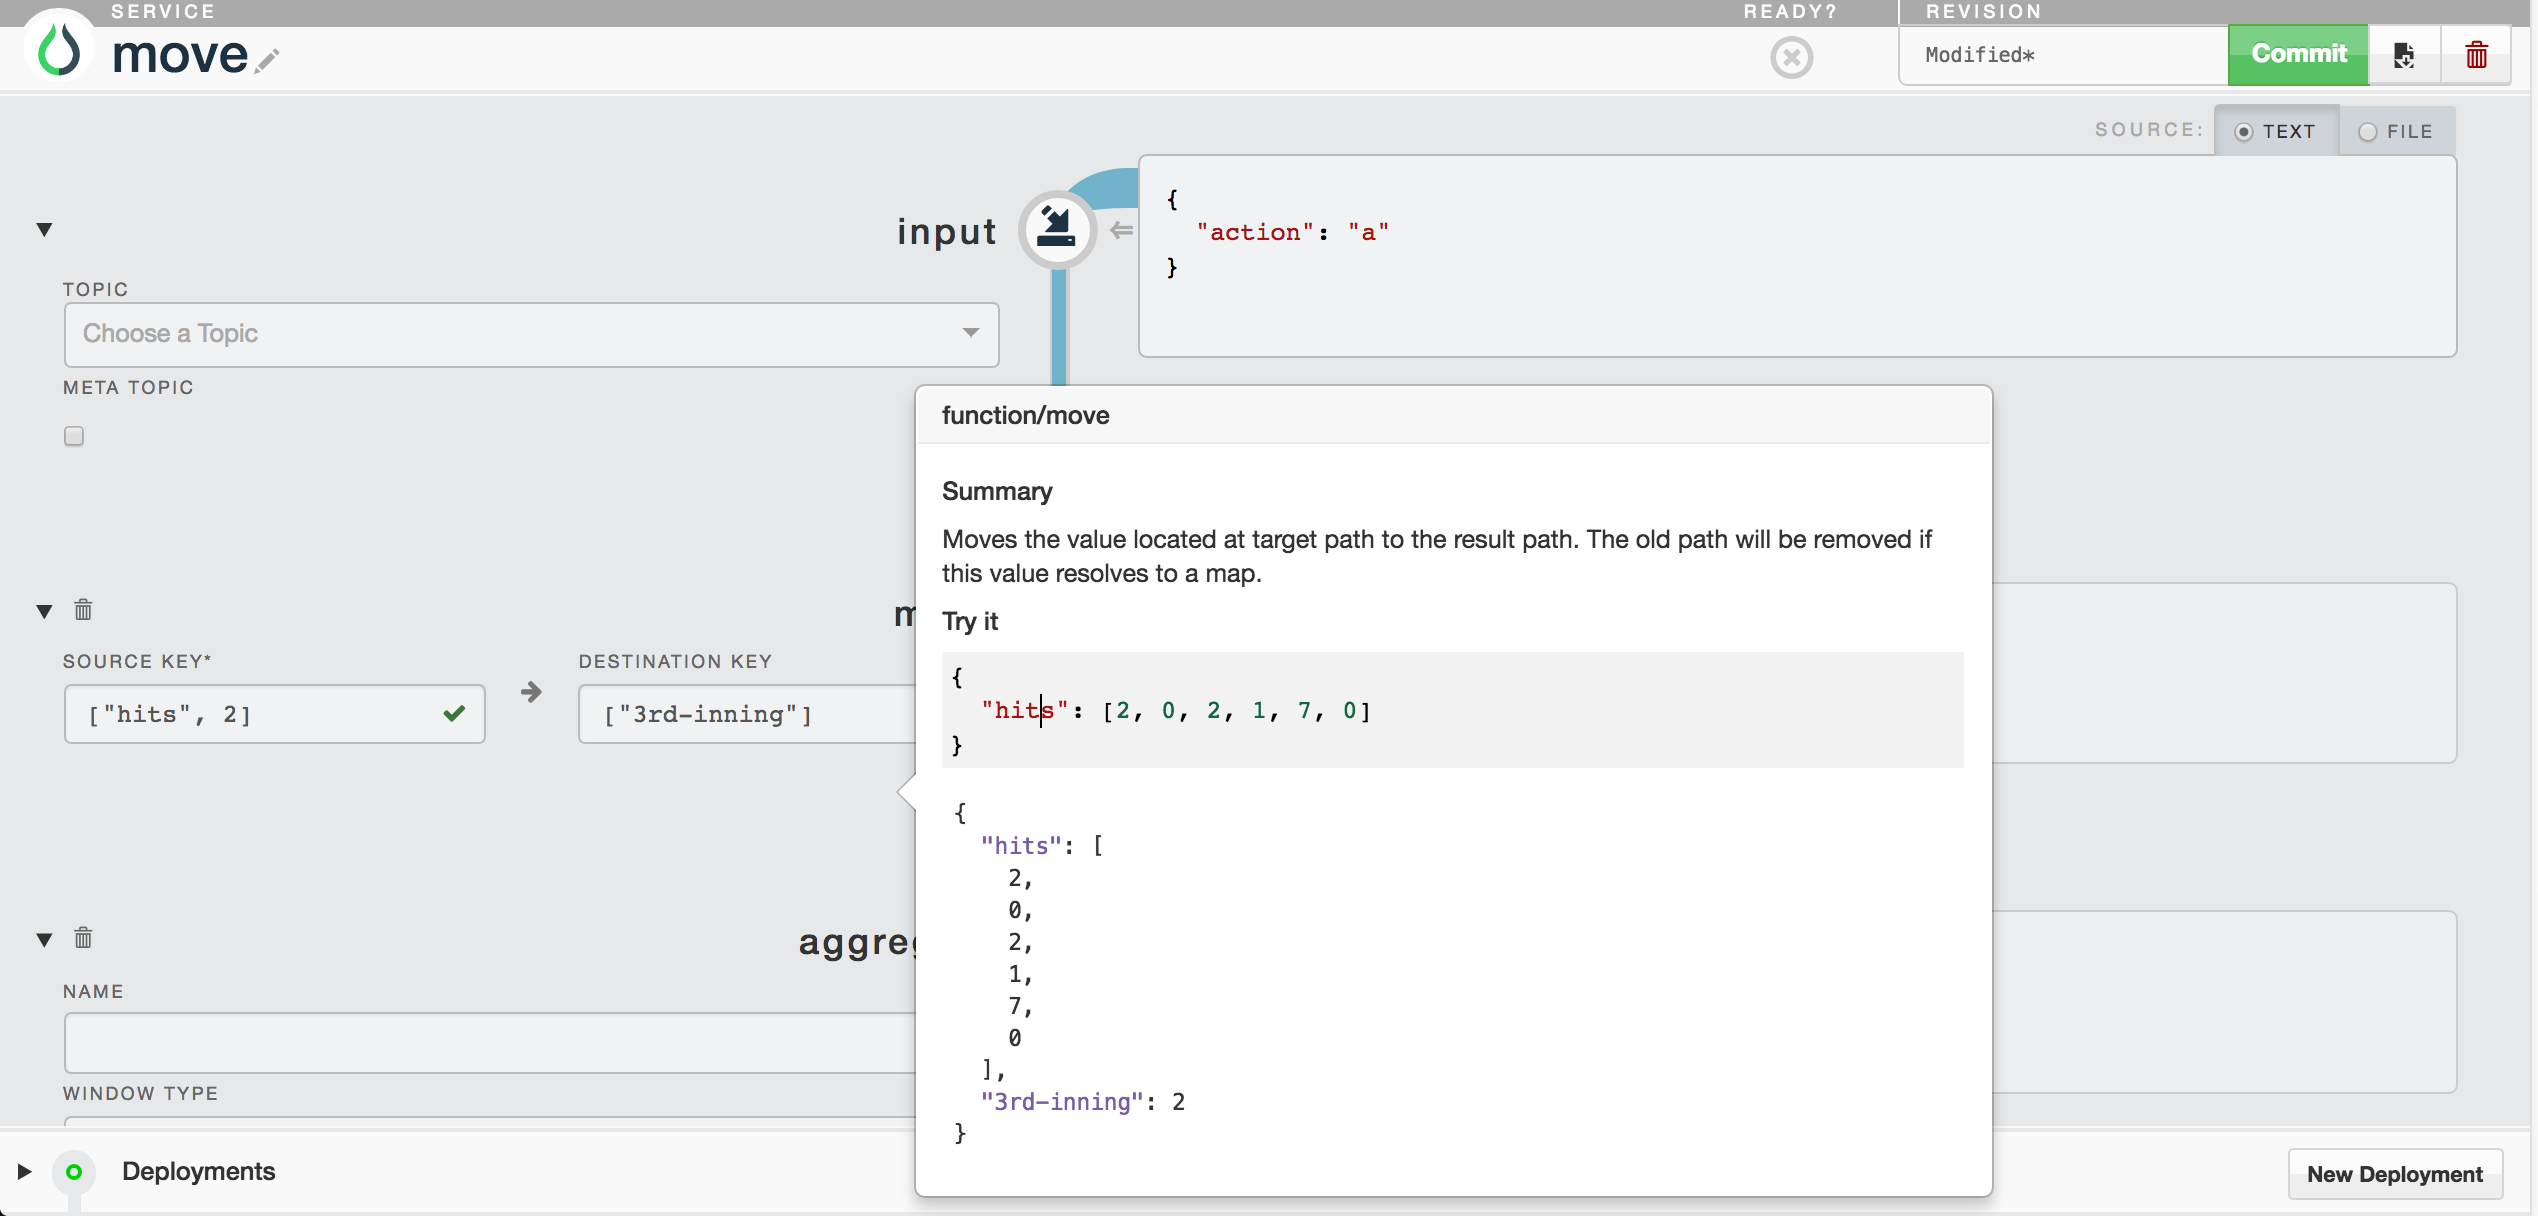 SERVICE
READY?
REVISION
move
Modified*
Commit
SOURCE:
TEXT
FILE
input
{
"action": "a"
}
TOPIC
Choose a Topic
META TOPIC
function/move
Summary
Moves the value located at target path to the result path. The old path will be removed if
this value resolves to a map.
Try it
{
"hits": [2, 0, 2, 1, 7, 0]
}
{
"hits": [
2,
0,
2,
1,
7,
0
],
"3rd-inning": 2
}
SOURCE KEY*
["hits", 2]
DESTINATION KEY
["3rd-inning"]
NAME
WINDOW TYPE
Deployments
New Deployment